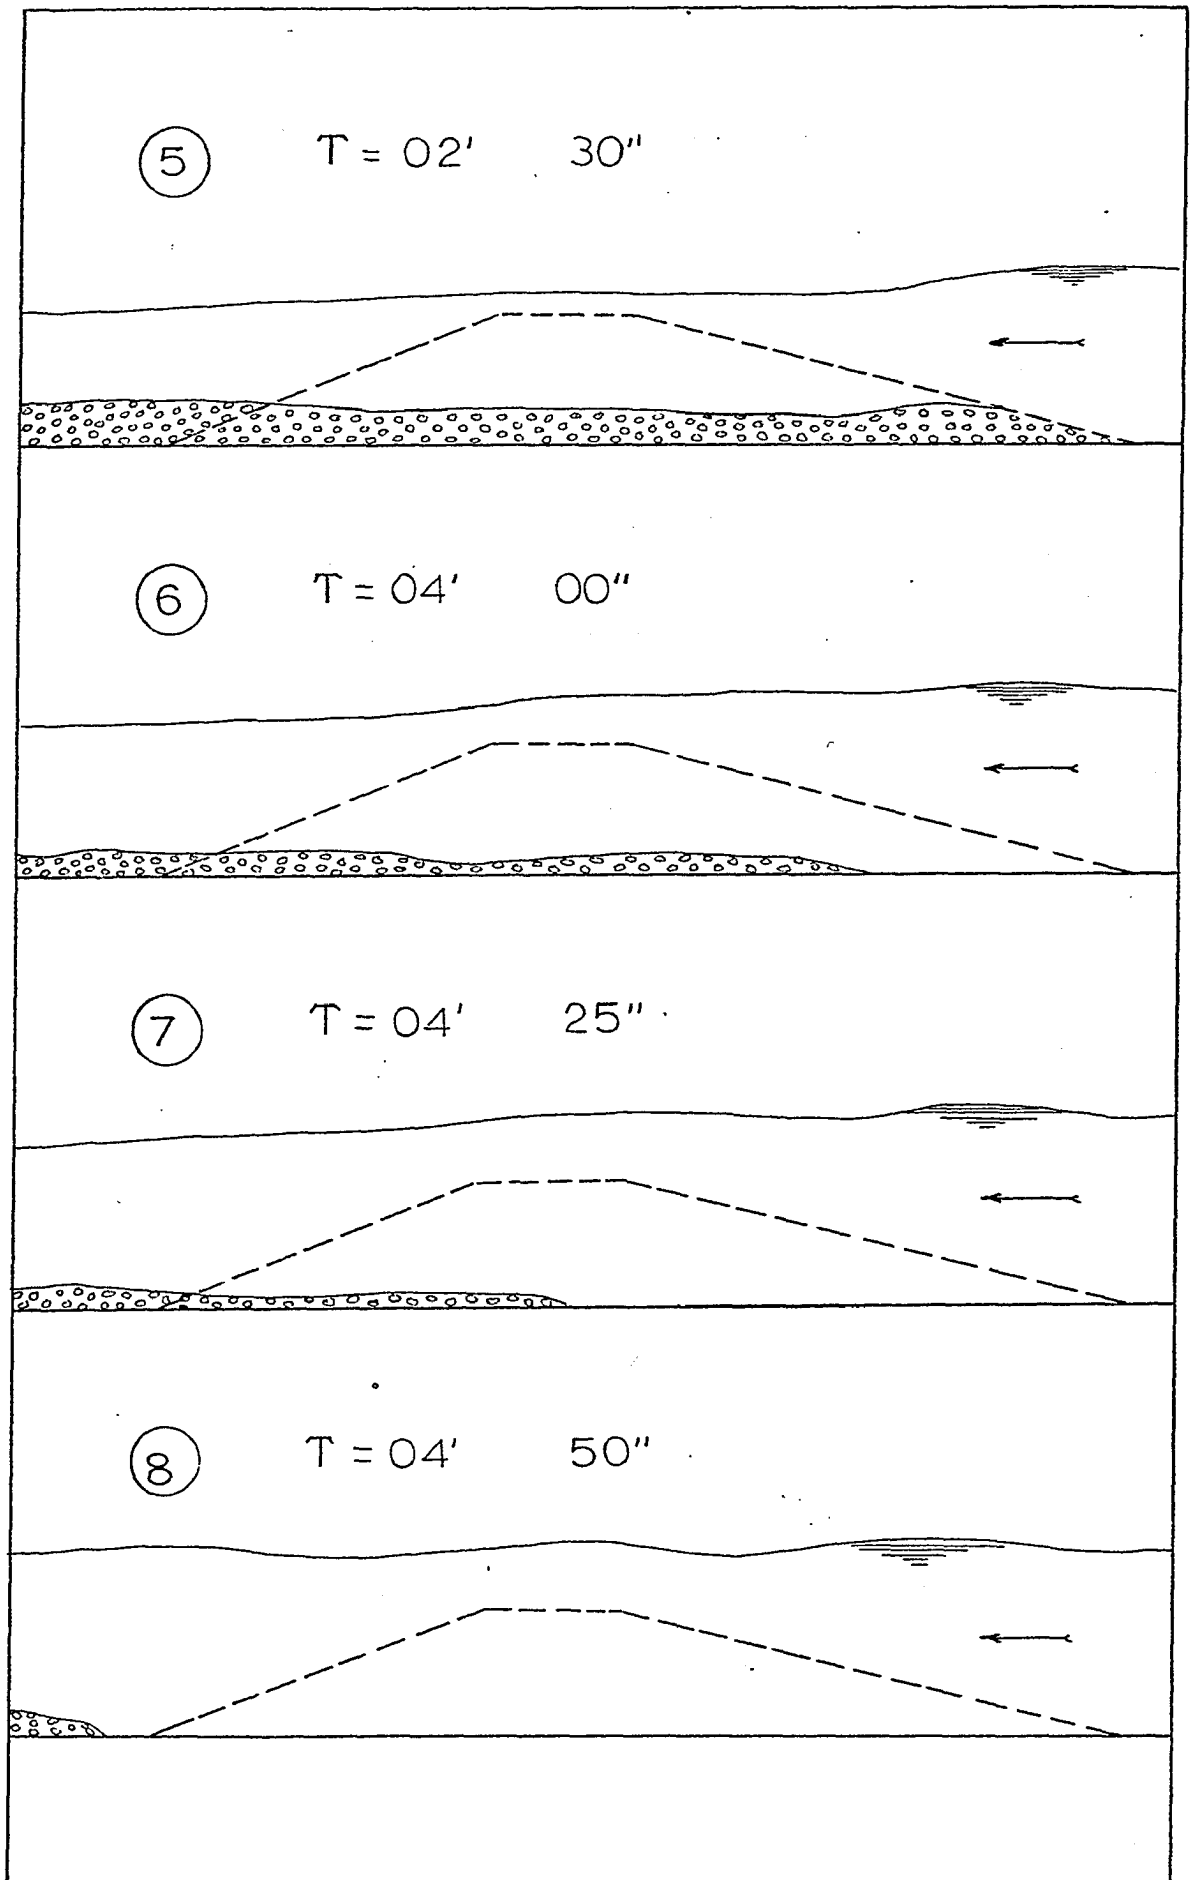 5 T = 02' 30"
6 T = 04' 00"
7 T = 04' 25"
8 T = 04' 50"